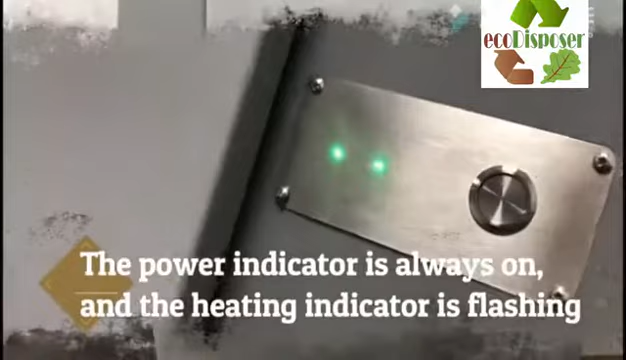 ecoDisposer
The power indicator is always on,
and the heating indicator is flashing